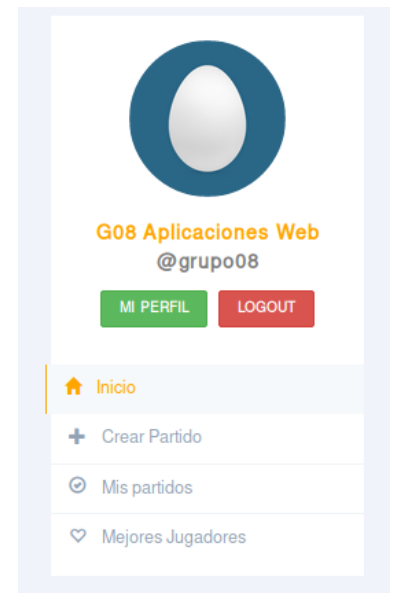 G08 Aplicaciones Web
@grupo08
MI PERFIL LOGOUT
Inicio
Crear Partido
Mis partidos
Mejores Jugadores